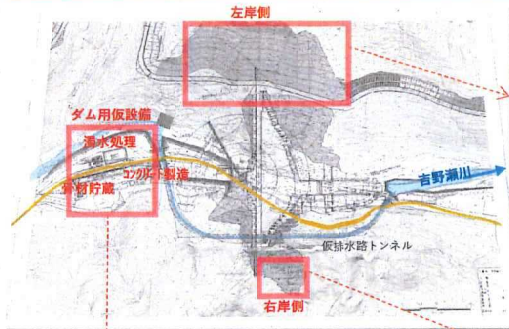 左岸側
ダム用仮設備
濁水処理
コンクリート製造
骨材貯蔵
吉野瀬川
仮排水路トンネル
右岸側